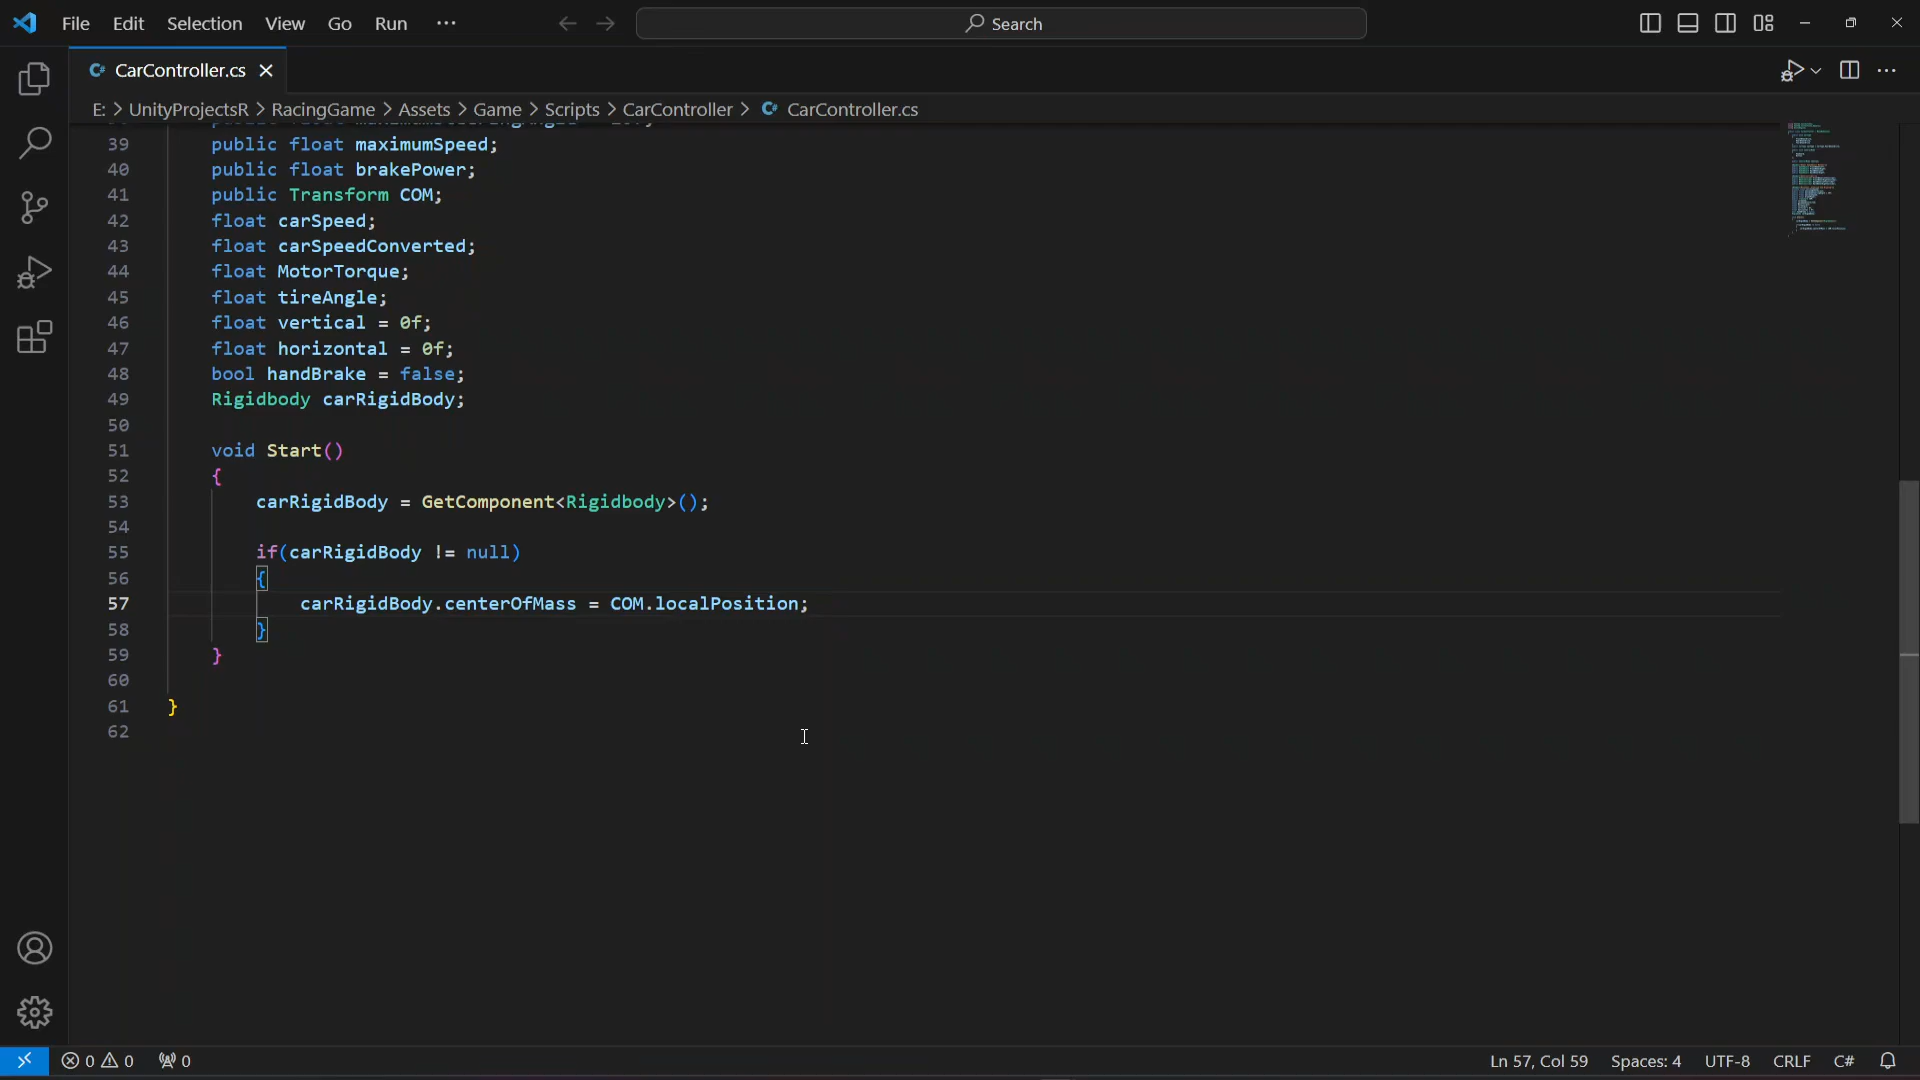 File Edit Selection View Go Run ···
Search
CarController.cs
E: > UnityProjectsR > RacingGame > Assets > Game > Scripts > CarController > CarController.cs
39 public float maximumSpeed;
40 public float brakePower;
41 public Transform COM;
42 float carSpeed;
43 float carSpeedConverted;
44 float MotorTorque;
45 float tireAngle;
46 float vertical = 0f;
47 float horizontal = 0f;
48 bool handBrake = false;
49 Rigidbody carRigidBody;
50
51 void Start()
52 {
53 carRigidBody = GetComponent<Rigidbody>();
54
55 if(carRigidBody != null)
56 {
57 carRigidBody.centerOfMass = COM.localPosition;
58 }
59 }
60
61 }
62
0 0 0 Ln 57, Col 59 Spaces: 4 UTF-8 CRLF C#